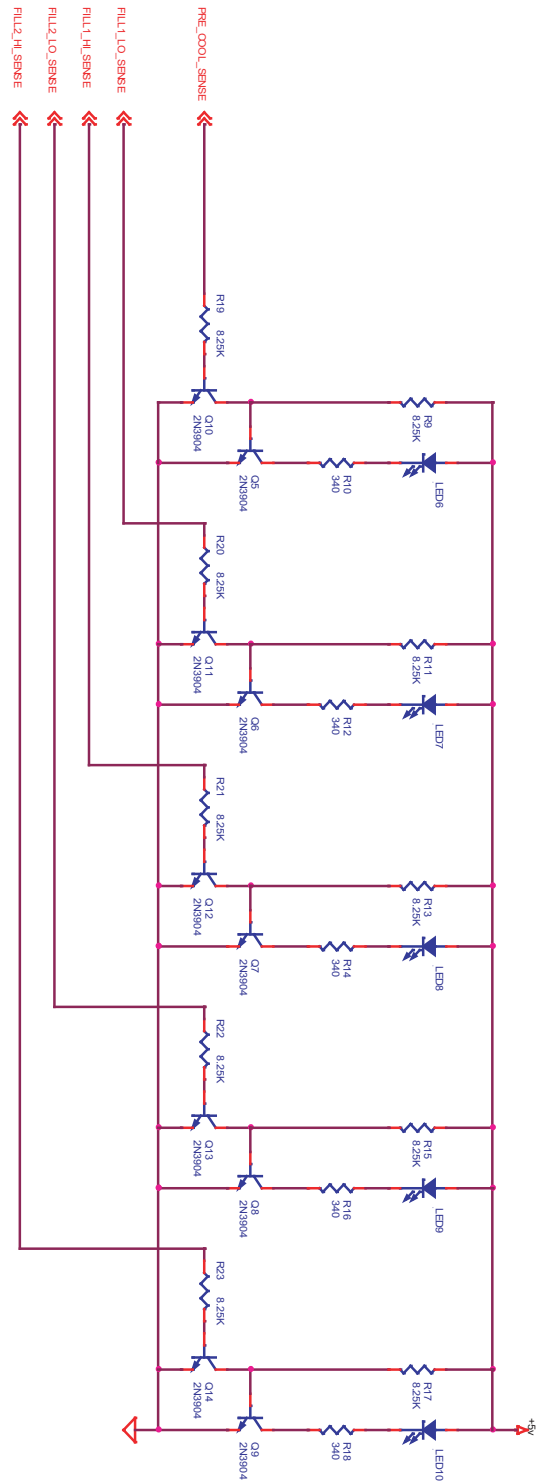 FILL2_HI_SENSE
FILL2_LO_SENSE
FILL1_HI_SENSE
FILL1_LO_SENSE
PRE_COOL_SENSE
R19
8.25K
Q10
2N3904
Q5
2N3904
R10
340
R9
8.25K
LED6
R20
8.25K
Q11
2N3904
Q6
2N3904
R12
340
R11
8.25K
LED7
R21
8.25K
Q12
2N3904
Q7
2N3904
R14
340
R13
8.25K
LED8
R22
8.25K
Q13
2N3904
Q8
2N3904
R16
340
R15
8.25K
LED9
R23
8.25K
Q14
2N3904
Q9
2N3904
R18
340
R17
8.25K
LED10
+5v